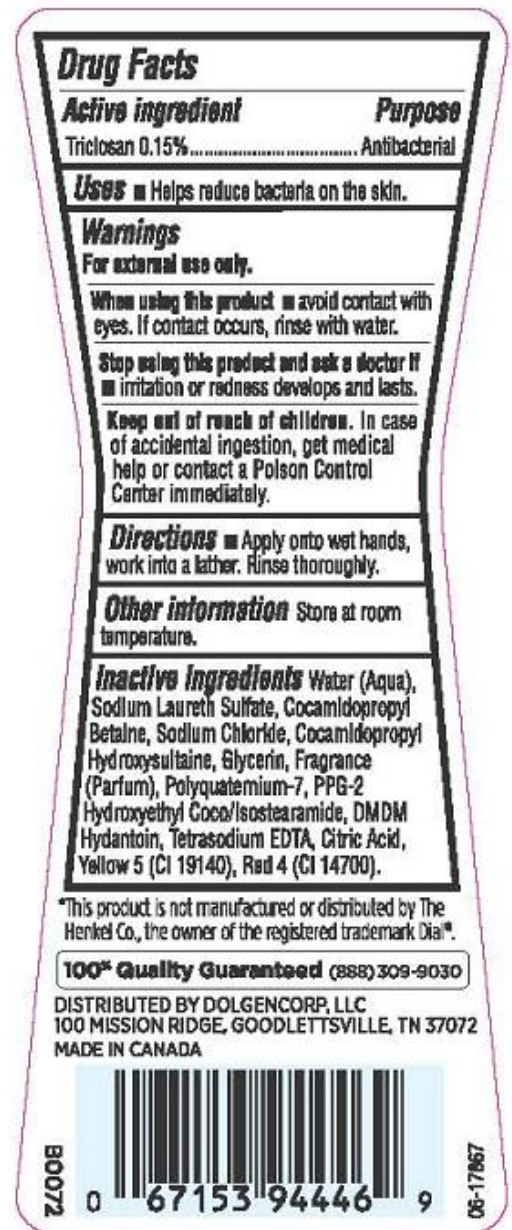 Drug Facts
Active ingredient Purpose
Triclosan 0.15%................................... Antibacterial
Uses ■ Helps reduce bacteria on the skin.
Warnings
For external use only.
When using this product ■ avoid contact with
eyes. If contact occurs, rinse with water.
Stop using this product and ask a doctor if
■ irritation or redness develops and lasts.
Keep out of reach of children. In case
of accidental ingestion, get medical
help or contact a Poison Control
Center immediately.
Directions ■ Apply onto wet hands,
work into a lather. Rinse thoroughly.
Other information Store at room
temperature.
Inactive ingredients Water (Aqua),
Sodium Laureth Sulfate, Cocamidopropyl
Betaine, Sodium Chloride, Cocamidopropyl
Hydroxysultaine, Glycerin, Fragrance
(Parfum), Polyquaternium-7, PPG-2
Hydroxyethyl Coco/Isostearamide, DMDM
Hydantoin, Tetrasodium EDTA, Citric Acid,
Yellow 5 (CI 19140), Red 4 (CI 14700).
*This product is not manufactured or distributed by The
Henkel Co., the owner of the registered trademark Dial®.
100% Quality Guaranteed (888) 309-9030
DISTRIBUTED BY DOLGENCORP, LLC
100 MISSION RIDGE, GOODLETTSVILLE, TN 37072
MADE IN CANADA
B0072
0 67153 94446 9
06-17867